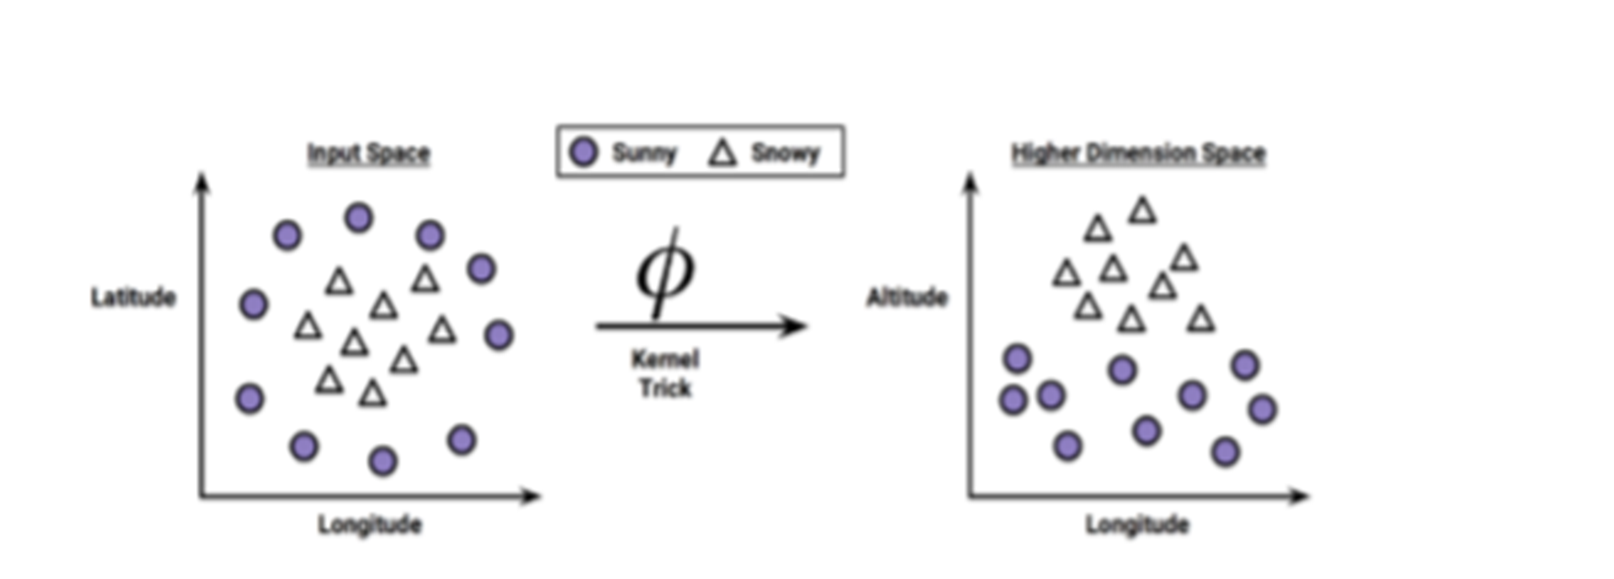 Input Space
Sunny Snowy
Higher Dimension Space
Latitude
ϕ
Kernel
Trick
Altitude
Longitude
Longitude